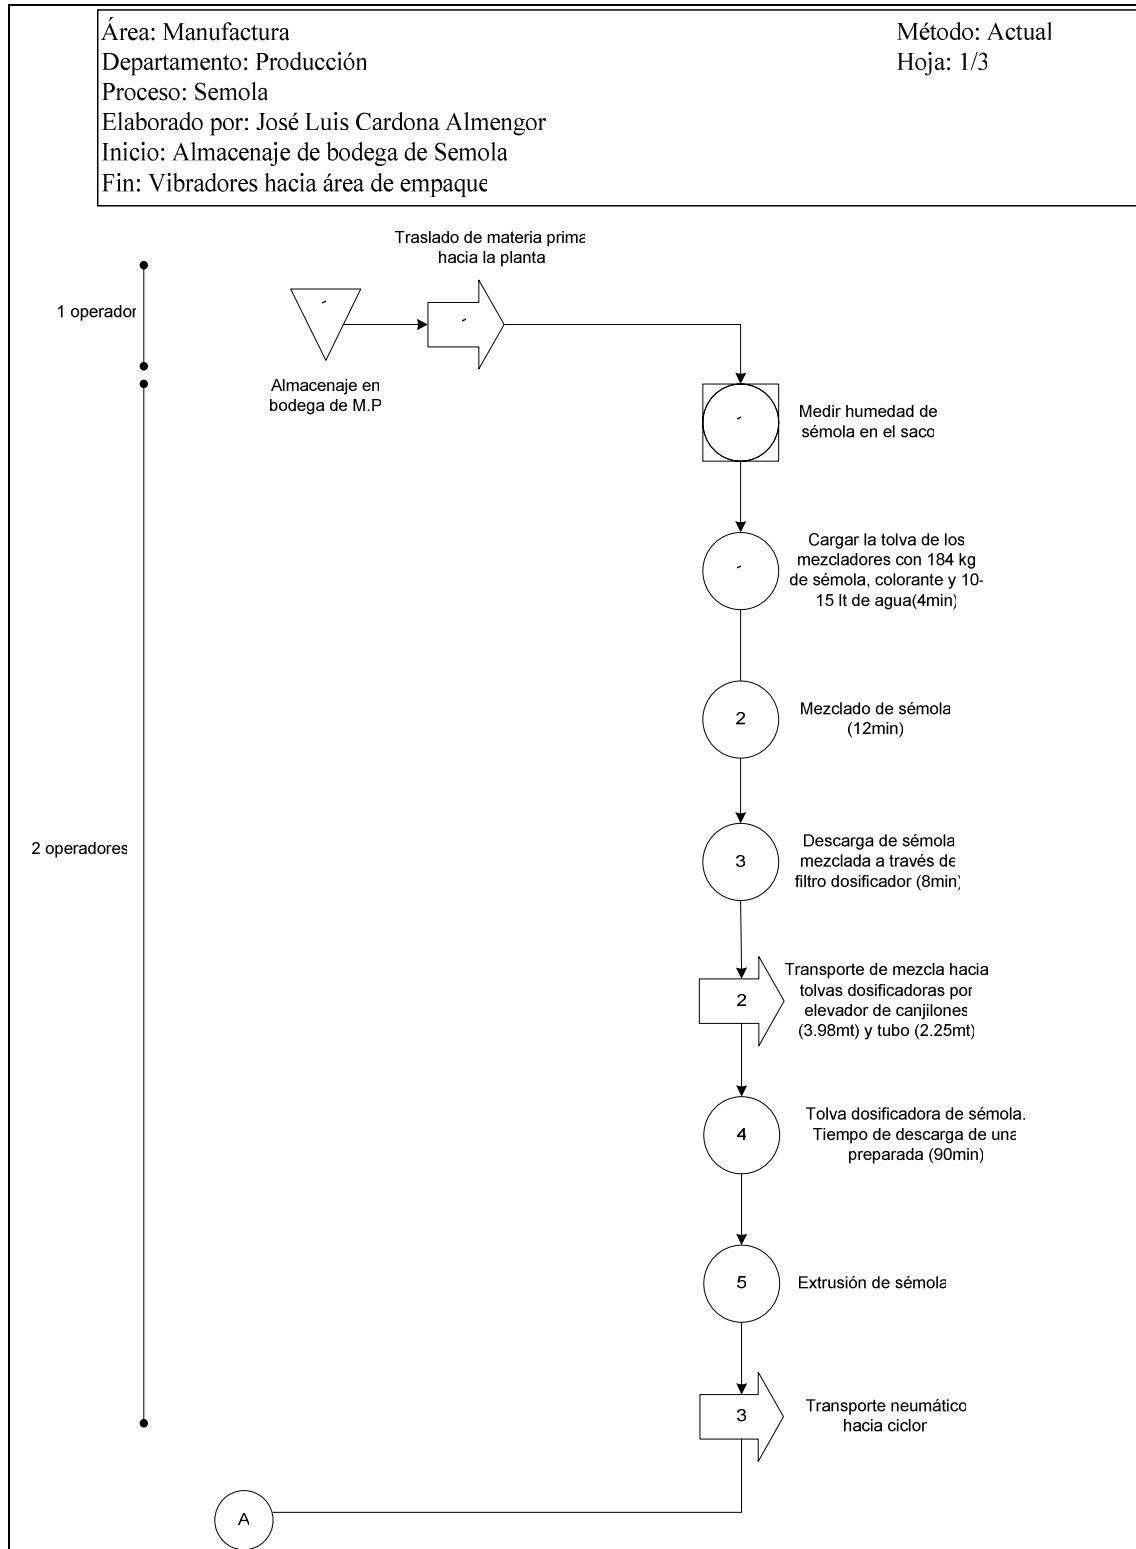 Área: Manufactura
Método: Actual
Departamento: Producción
Hoja: 1/3
Proceso: Semola
Elaborado por: José Luis Cardona Almengor
Inicio: Almacenaje de bodega de Semola
Fin: Vibradores hacia área de empaque
Traslado de materia prima
hacia la planta
1 operador
Almacenaje en
bodega de M.P
Medir humedad de
sémola en el saco
Cargar la tolva de los
mezcladores con 184 kg
de sémola, colorante y 10-
15 lt de agua(4min)
2
Mezclado de sémola
(12min)
2 operadores
3
Descarga de sémola
mezclada a través de
filtro dosificador (8min)
2
Transporte de mezcla hacia
tolvas dosificadoras por
elevador de canjilones
(3.98mt) y tubo (2.25mt)
4
Tolva dosificadora de sémola.
Tiempo de descarga de una
preparada (90min)
5
Extrusión de sémola
3
Transporte neumático
hacia ciclor
A